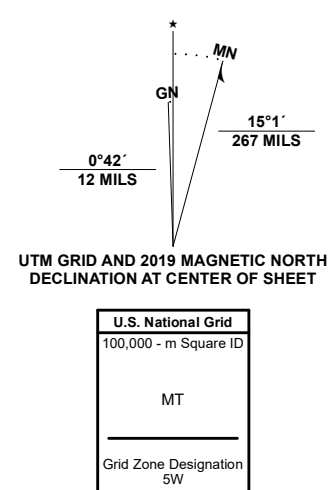 ★
MN
GN
15°1´
267 MILS
0°42´
12 MILS
UTM GRID AND 2019 MAGNETIC NORTH
DECLINATION AT CENTER OF SHEET
U.S. National Grid
100,000 - m Square ID
MT
Grid Zone Designation
5W